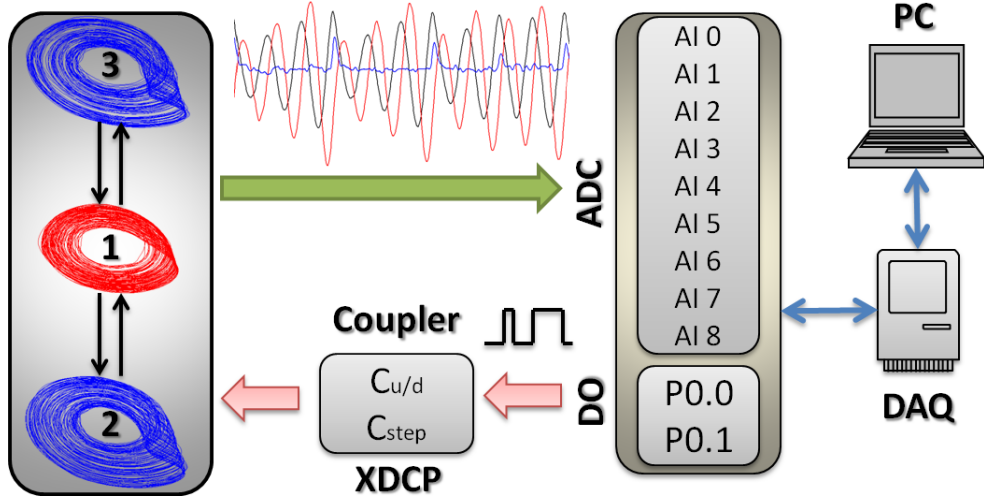 3
1
2
ADC
AI 0
AI 1
AI 2
AI 3
AI 4
AI 5
AI 6
AI 7
AI 8
PC
DAQ
Coupler
Cu/d
Cstep
XDCP
DO
P0.0
P0.1